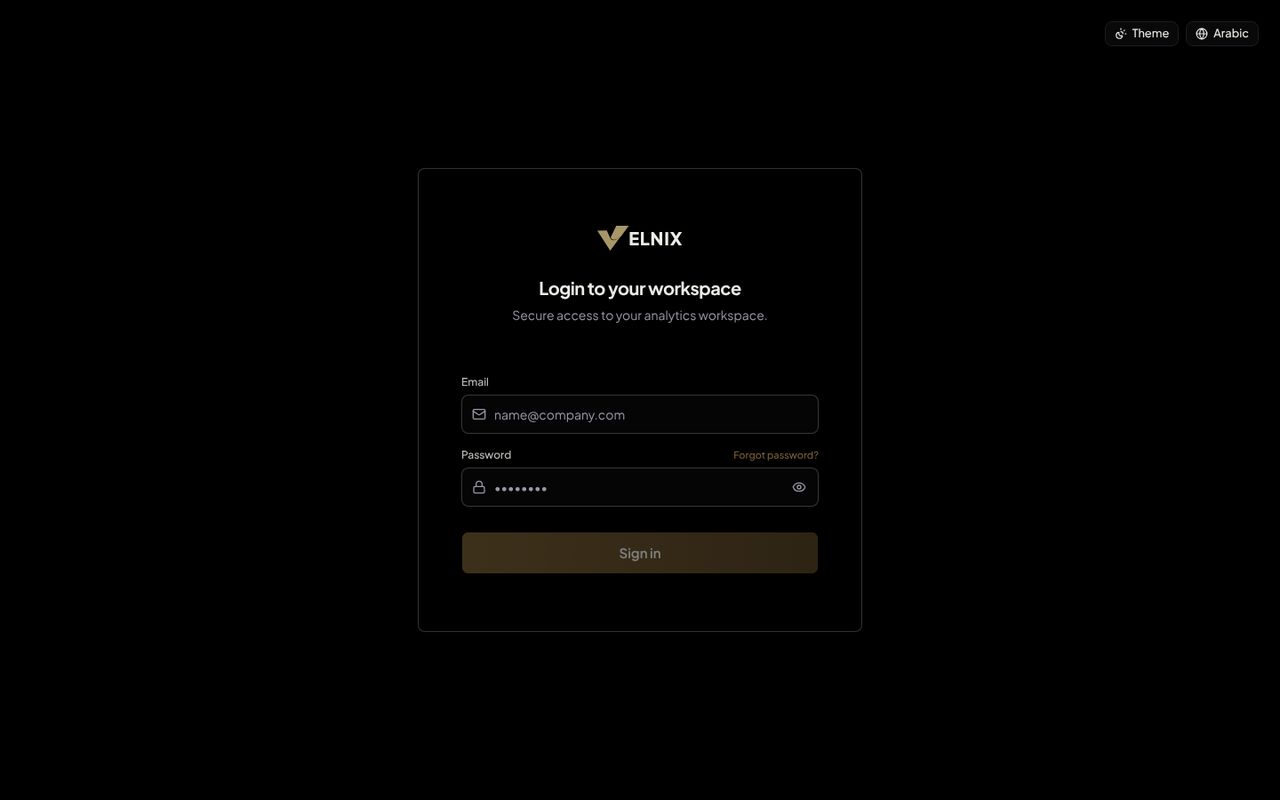 Theme
Arabic
VELNIX
Login to your workspace
Secure access to your analytics workspace.
Email
name@company.com
Password
Forgot password?
••••••••
Sign in